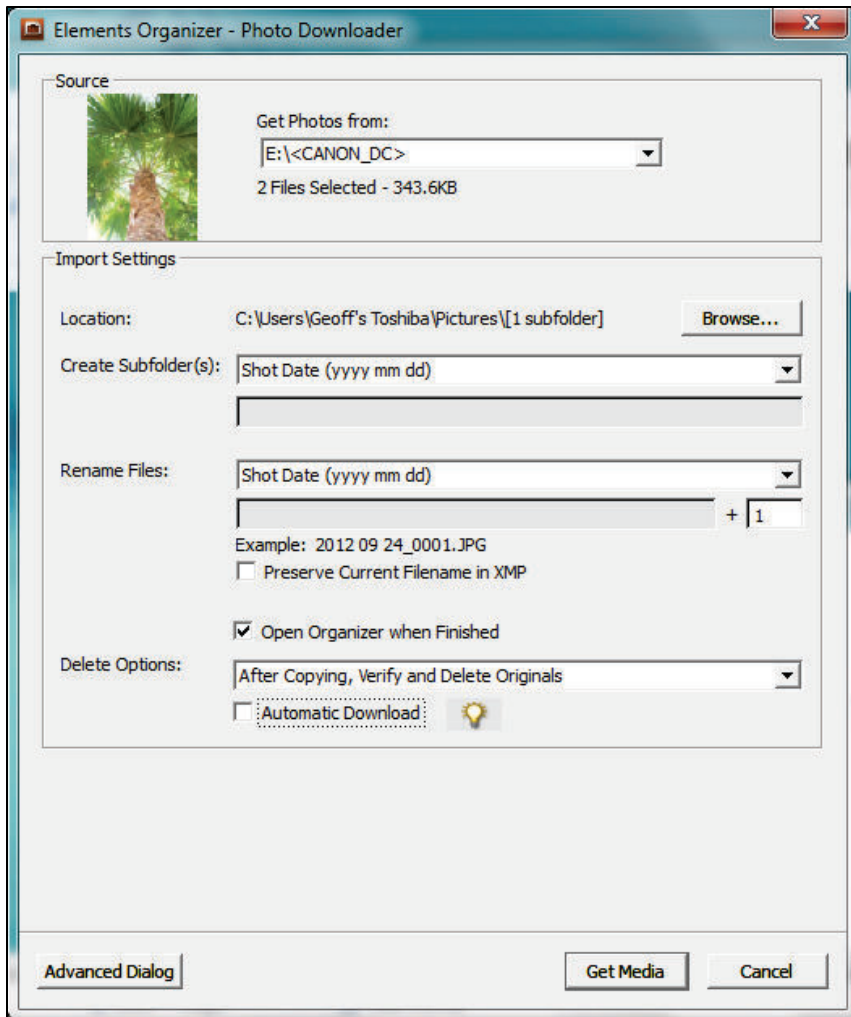 Elements Organizer - Photo Downloader
Source
Get Photos from:
E:\<CANON_DC>
2 Files Selected - 343.6KB
Import Settings
Location: C:\Users\Geoff's Toshiba\Pictures\[1 subfolder] Browse...
Create Subfolder(s): Shot Date (yyyy mm dd)
Rename Files: Shot Date (yyyy mm dd)
+ 1
Example: 2012 09 24_0001.JPG
Preserve Current Filename in XMP
Open Organizer when Finished
Delete Options: After Copying, Verify and Delete Originals
Automatic Download
Advanced Dialog Get Media Cancel